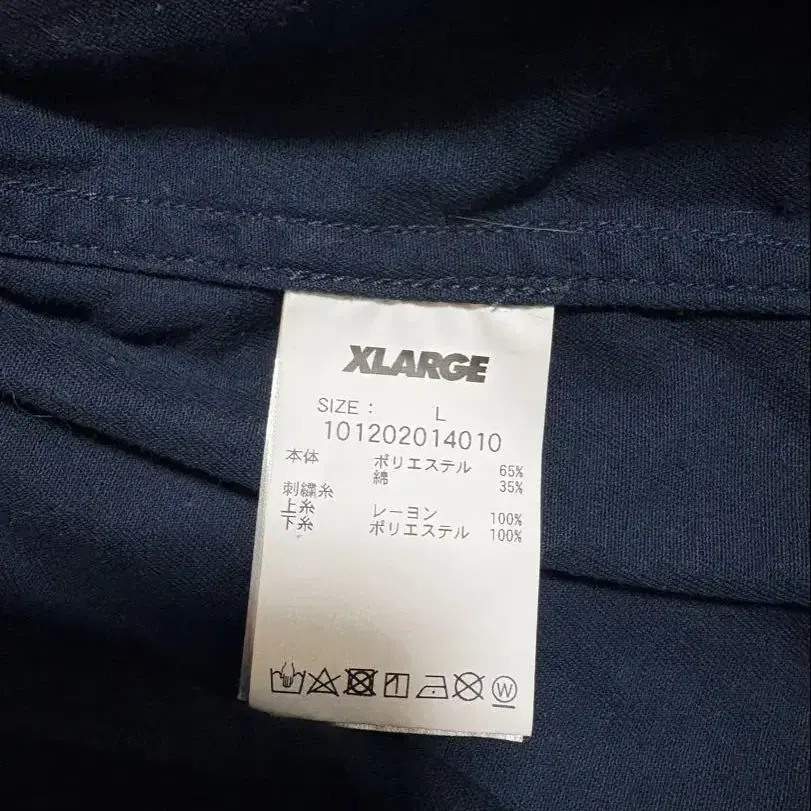 XLARGE
SIZE : L
101202014010
本体 ポリエステル 65%
綿 35%
刺繍糸
上糸 レーヨン 100%
下糸 ポリエステル 100%
W